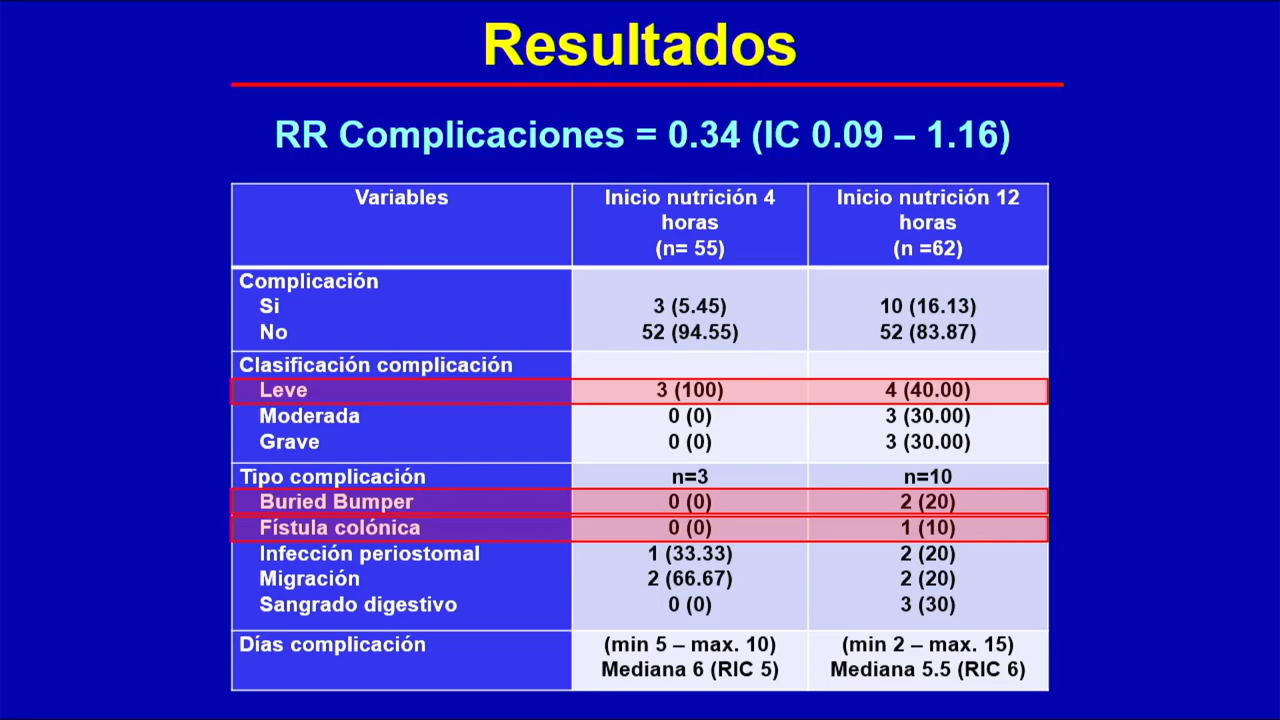 Resultados
RR Complicaciones = 0.34 (IC 0.09 – 1.16)
Variables Inicio nutrición 4 horas (n= 55) Inicio nutrición 12 horas (n =62)
Complicación
Si 3 (5.45) 10 (16.13)
No 52 (94.55) 52 (83.87)
Clasificación complicación
Leve 3 (100) 4 (40.00)
Moderada 0 (0) 3 (30.00)
Grave 0 (0) 3 (30.00)
Tipo complicación n=3 n=10
Buried Bumper 0 (0) 2 (20)
Fístula colónica 0 (0) 1 (10)
Infección periostomal 1 (33.33) 2 (20)
Migración 2 (66.67) 2 (20)
Sangrado digestivo 0 (0) 3 (30)
Días complicación (min 5 – max. 10) (min 2 – max. 15)
Mediana 6 (RIC 5) Mediana 5.5 (RIC 6)